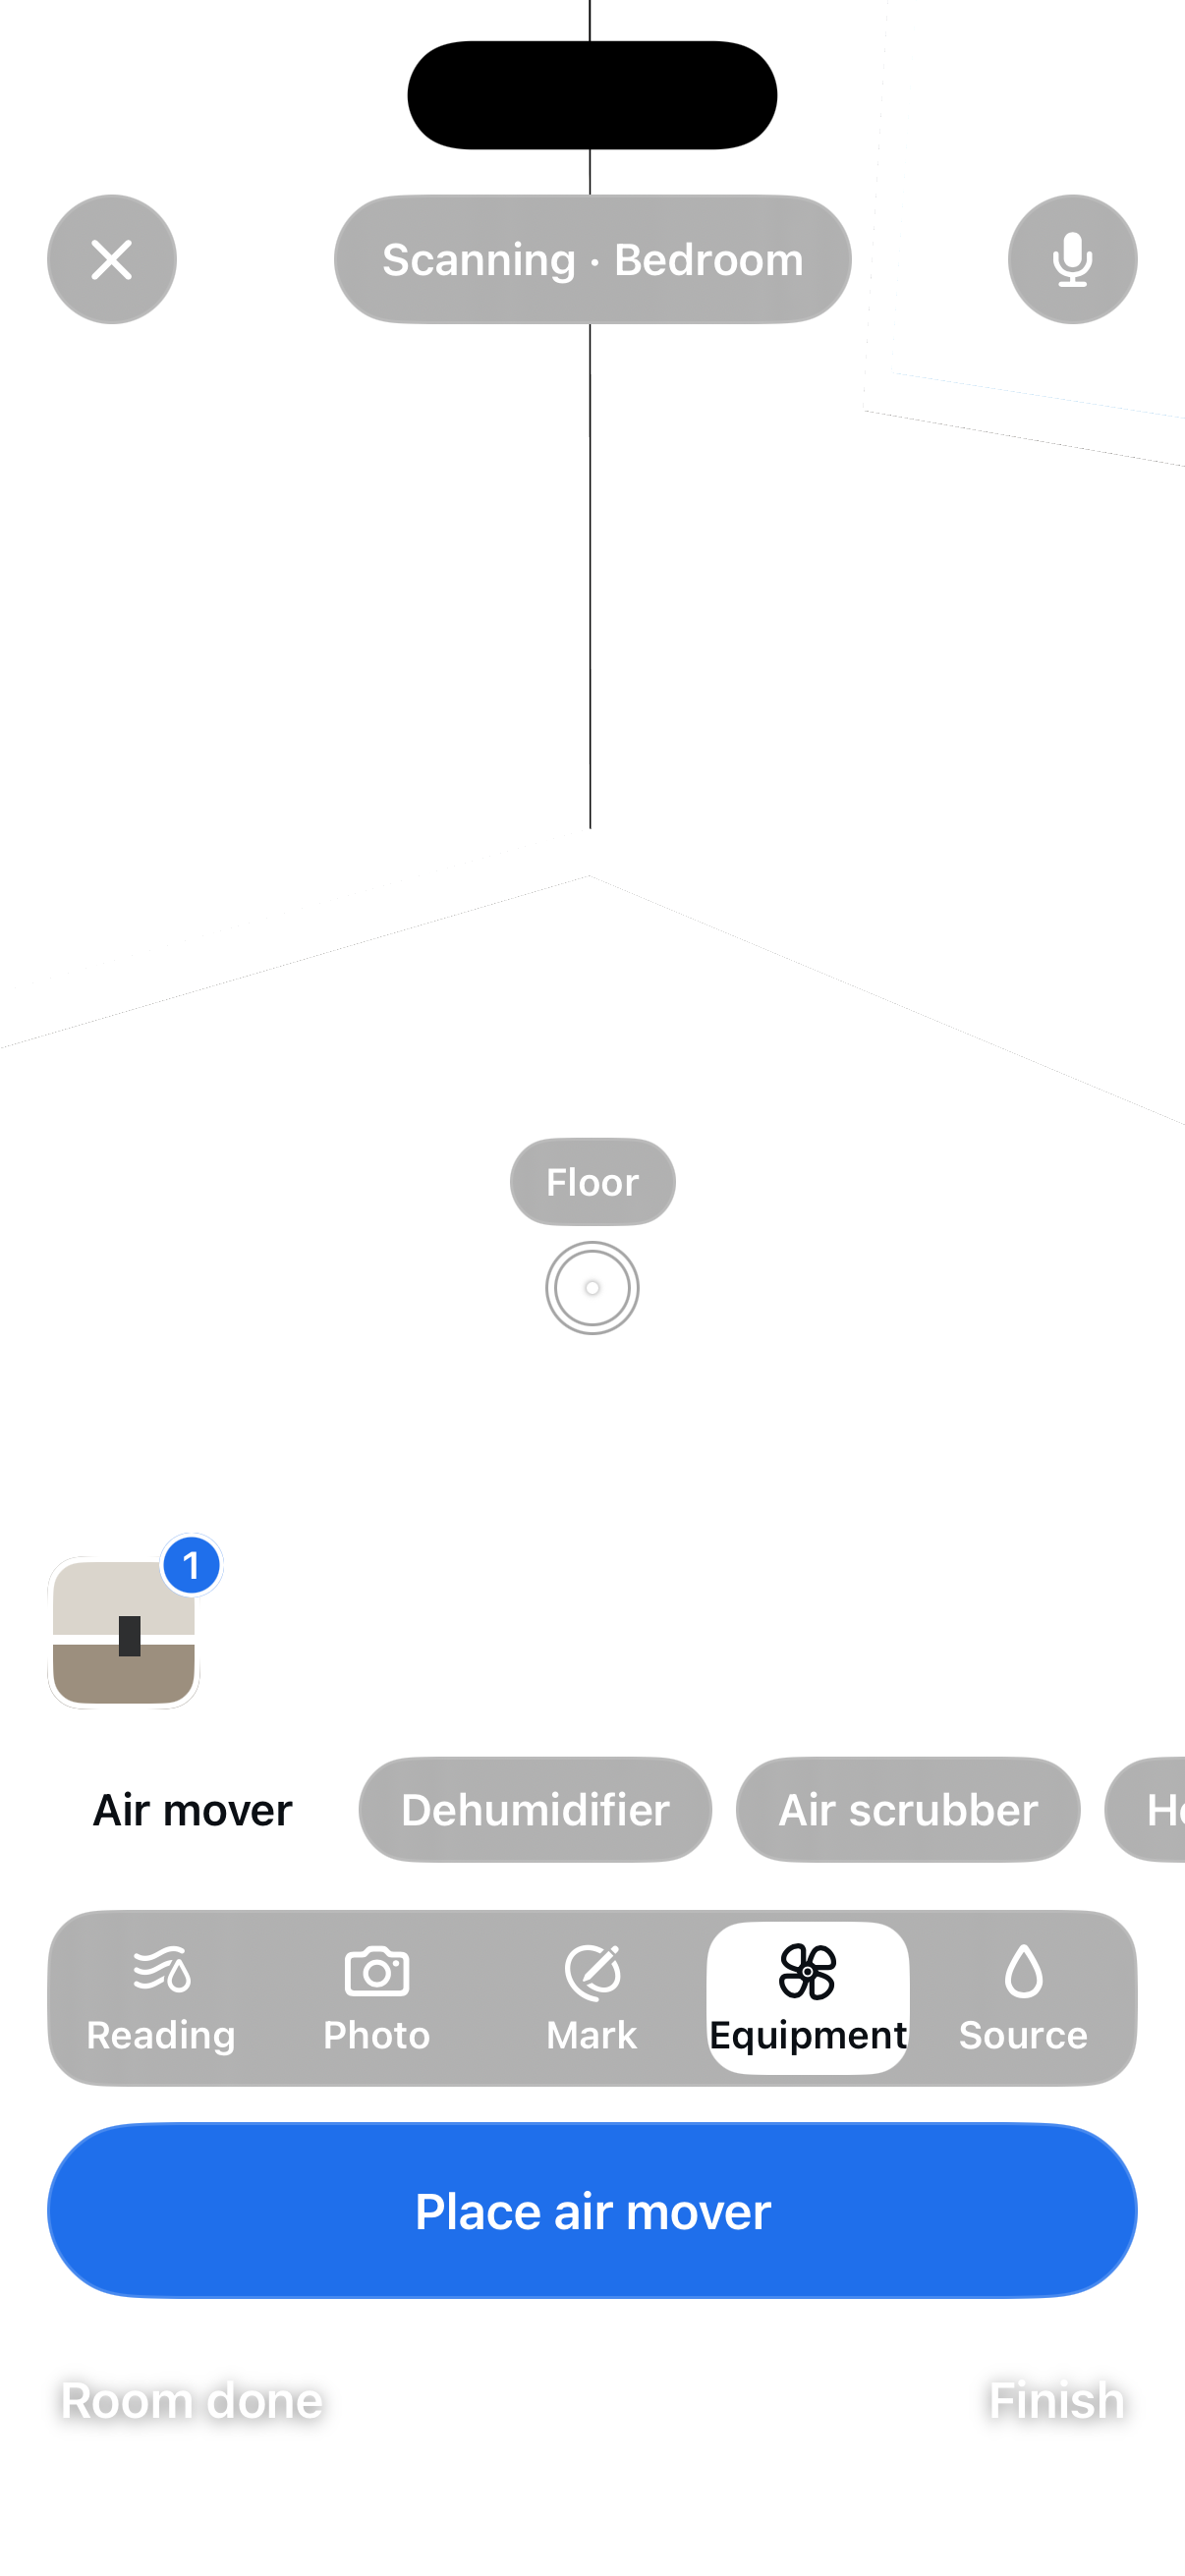 Scanning · Bedroom
Floor
1
Air mover
Dehumidifier
Air scrubber
Reading
Photo
Mark
Equipment
Source
Place air mover
Room done
Finish